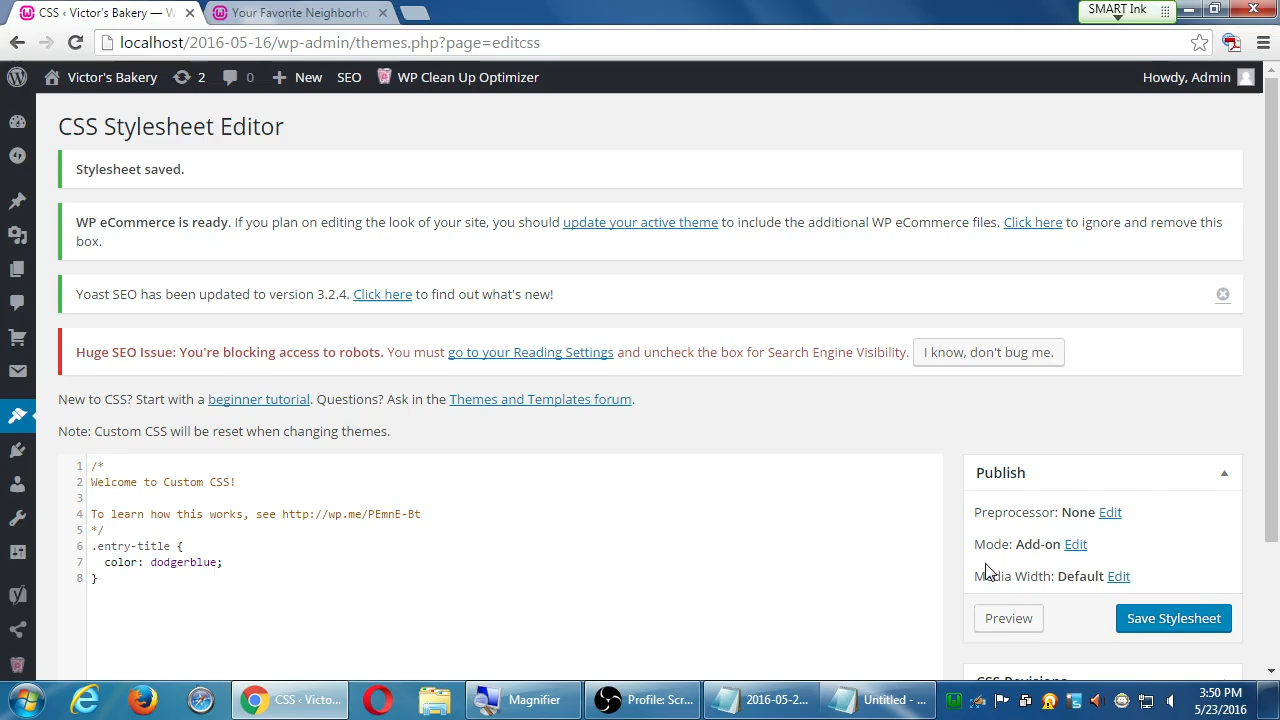 CSS ‹ Victor's Bakery — W
Your Favorite Neighborho
SMART Ink
localhost/2016-05-16/wp-admin/themes.php?page=editcss
Victor's Bakery
2
0
New
SEO
WP Clean Up Optimizer
Howdy, Admin
CSS Stylesheet Editor
Stylesheet saved.
WP eCommerce is ready. If you plan on editing the look of your site, you should update your active theme to include the additional WP eCommerce files. Click here to ignore and remove this
box.
Yoast SEO has been updated to version 3.2.4. Click here to find out what's new!
Huge SEO Issue: You're blocking access to robots. You must go to your Reading Settings and uncheck the box for Search Engine Visibility. I know, don't bug me.
New to CSS? Start with a beginner tutorial. Questions? Ask in the Themes and Templates forum.
Note: Custom CSS will be reset when changing themes.
1 /*
2 Welcome to Custom CSS!
3
4 To learn how this works, see http://wp.me/PEmnE-Bt
5 */
6 .entry-title {
7 color: dodgerblue;
8 }
Publish
Preprocessor: None Edit
Mode: Add-on Edit
Media Width: Default Edit
Preview
Save Stylesheet
CSS Revisions
CSS ‹ Victo...
Magnifier
Profile: Scr...
2016-05-2...
Untitled - ...
3:50 PM
5/23/2016